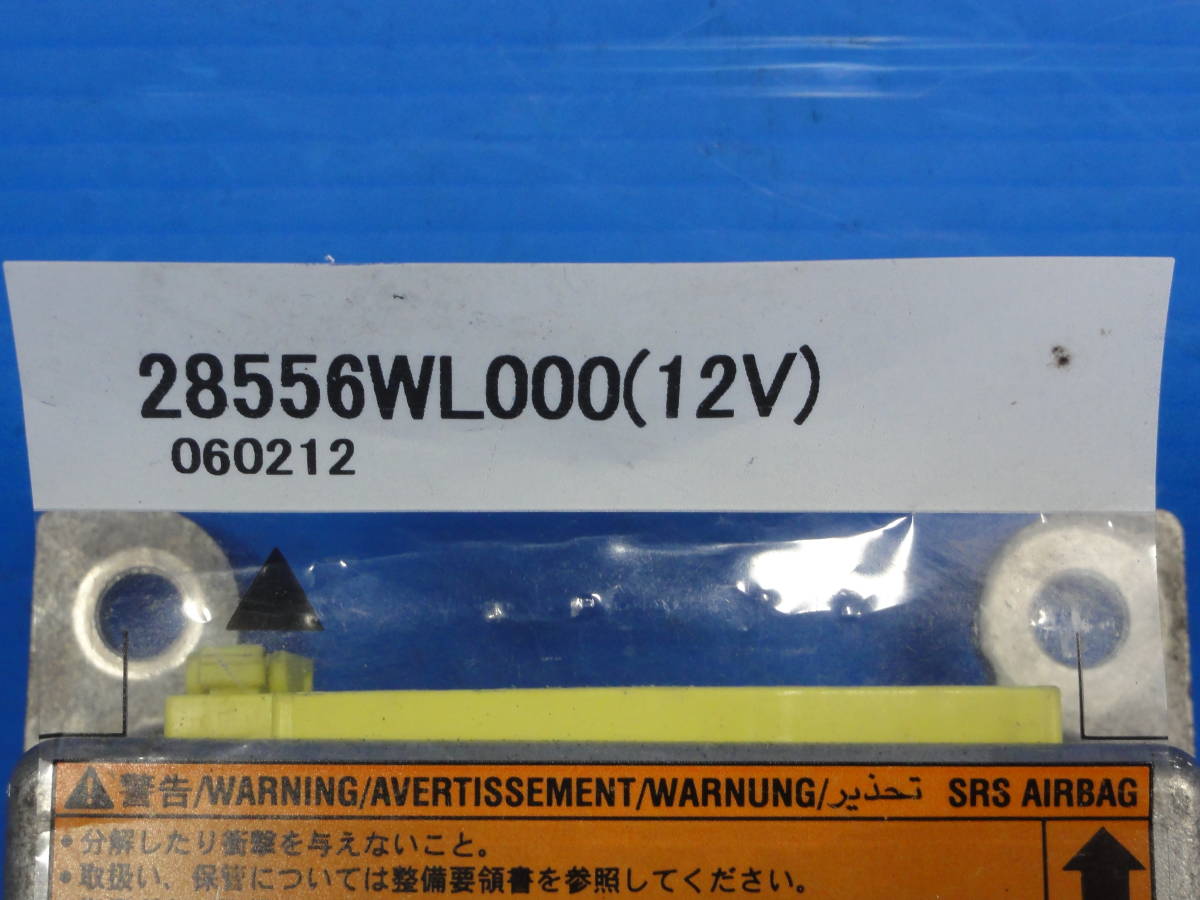 28556WL000(12V)
060212
警告/WARNING/AVERTISSEMENT/WARNUNG/تحذير SRS AIRBAG
•分解したり衝撃を与えないこと。
•取扱い、保管については整備要領書を参照してください。